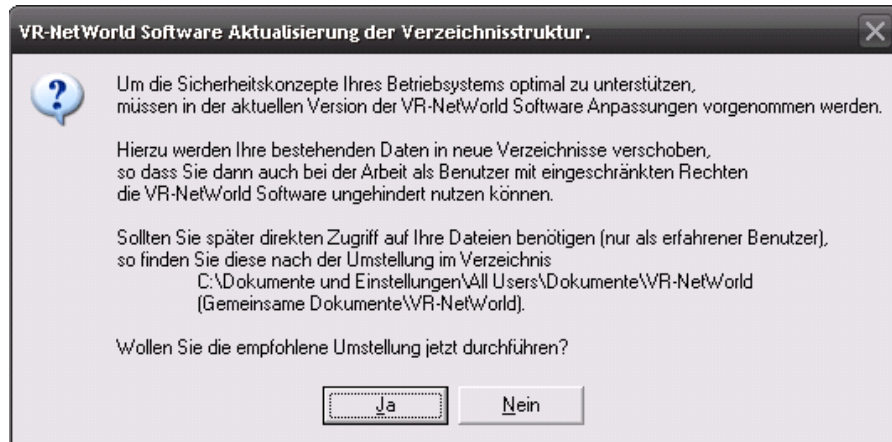 VR-NetWorld Software Aktualisierung der Verzeichnisstruktur.
Um die Sicherheitskonzepte Ihres Betriebsystems optimal zu unterstützen,
müssen in der aktuellen Version der VR-NetWorld Software Anpassungen vorgenommen werden.
Hierzu werden Ihre bestehenden Daten in neue Verzeichnisse verschoben,
so dass Sie dann auch bei der Arbeit als Benutzer mit eingeschränkten Rechten
die VR-NetWorld Software ungehindert nutzen können.
Sollten Sie später direkten Zugriff auf Ihre Dateien benötigen (nur als erfahrener Benutzer),
so finden Sie diese nach der Umstellung im Verzeichnis
C:\Dokumente und Einstellungen\All Users\Dokumente\VR-NetWorld
(Gemeinsame Dokumente\VR-NetWorld).
Wollen Sie die empfohlene Umstellung jetzt durchführen?
Ja
Nein